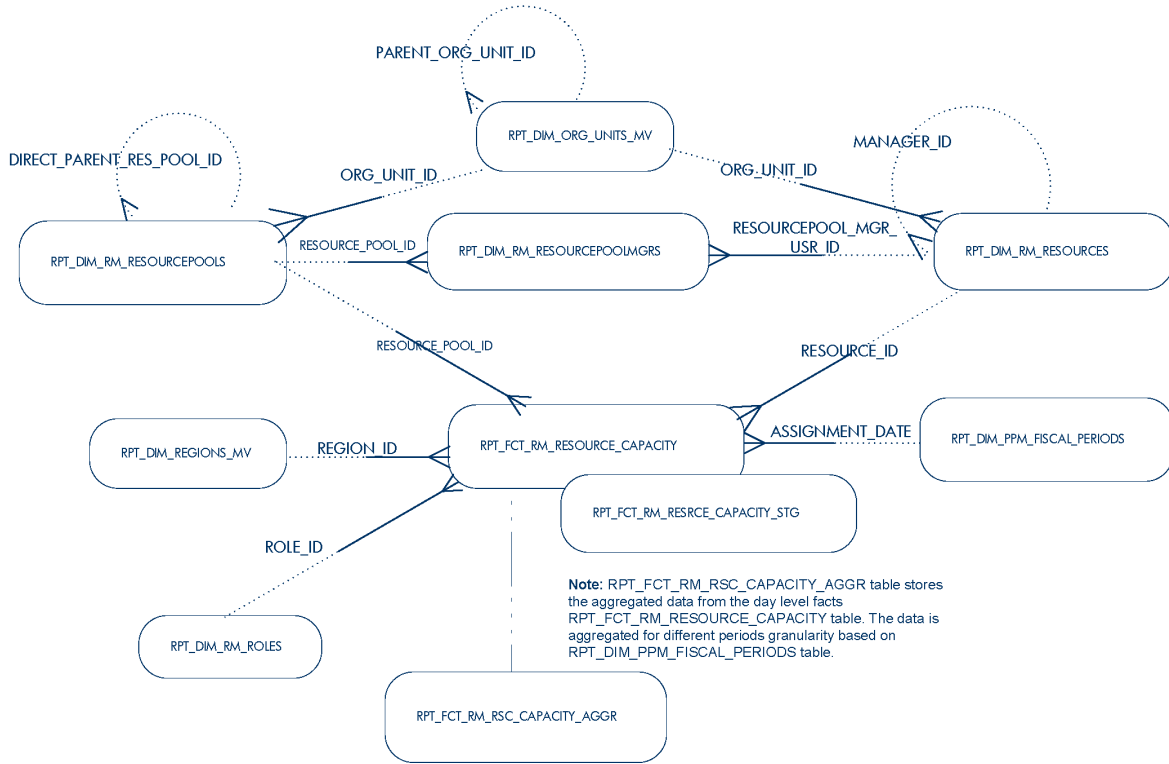 PARENT_ORG_UNIT_ID
RPT_DIM_ORG_UNITS_MV
MANAGER_ID
DIRECT_PARENT_RES_POOL_ID
ORG_UNIT_ID
ORG_UNIT_ID
RESOURCEPOOL_MGR_
USR_ID
RESOURCE_POOL_ID
RPT_DIM_RM_RESOURCEPOOLS
RPT_DIM_RM_RESOURCEPOOLMGRS
RPT_DIM_RM_RESOURCES
RESOURCE_POOL_ID
RESOURCE_ID
RPT_DIM_REGIONS_MV
REGION_ID
RPT_FCT_RM_RESOURCE_CAPACITY
ASSIGNMENT_DATE
RPT_DIM_PPM_FISCAL_PERIODS
RPT_FCT_RM_RESRCE_CAPACITY_STG
ROLE_ID
Note: RPT_FCT_RM_RSC_CAPACITY_AGGR table stores
the aggregated data from the day level facts
RPT_FCT_RM_RESOURCE_CAPACITY table. The data is
aggregated for different periods granularity based on
RPT_DIM_PPM_FISCAL_PERIODS table.
RPT_DIM_RM_ROLES
RPT_FCT_RM_RSC_CAPACITY_AGGR